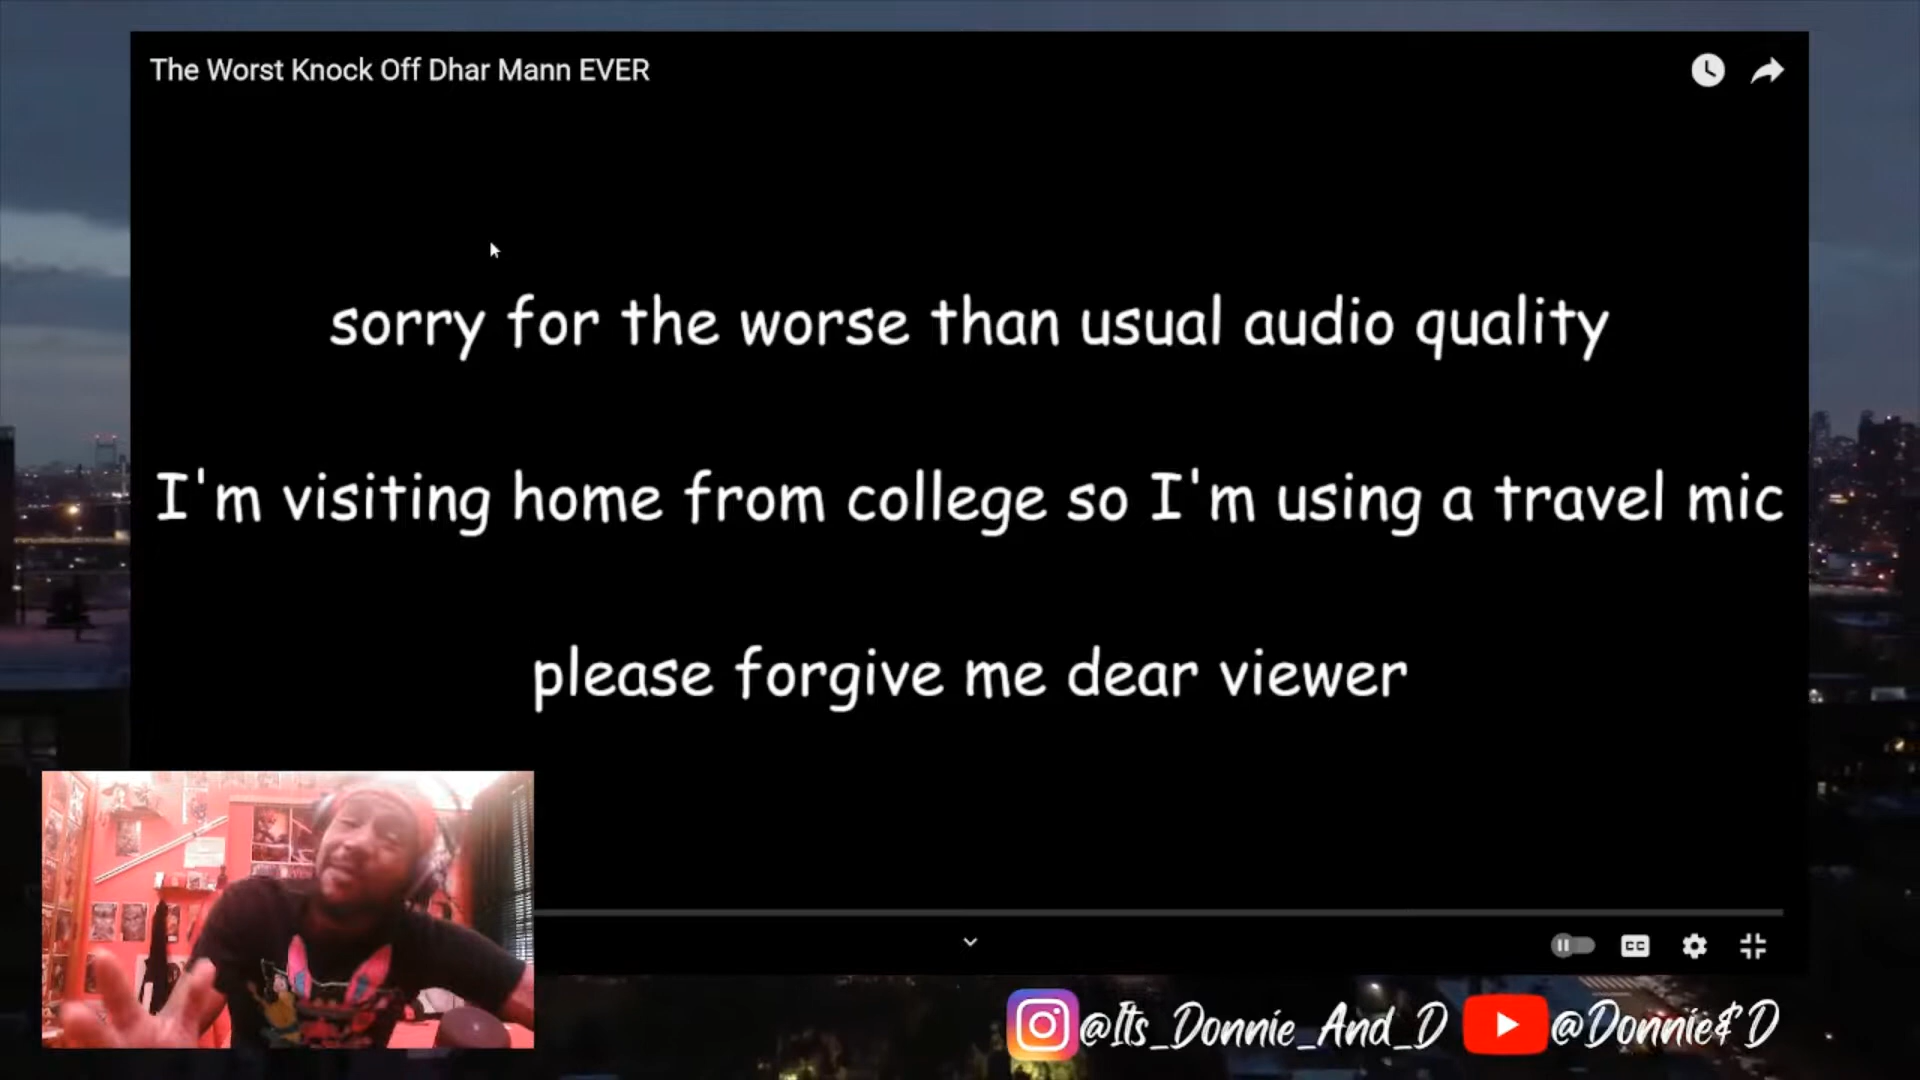 The Worst Knock Off Dhar Mann EVER
sorry for the worse than usual audio quality
I'm visiting home from college so I'm using a travel mic
please forgive me dear viewer
CC
@Its_Donnie_And_D @Donnie&D